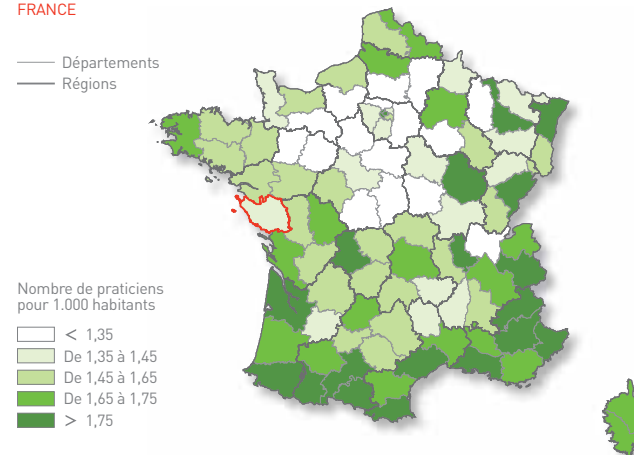 FRANCE
Départements
Régions
Nombre de praticiens
pour 1.000 habitants
< 1,35
De 1,35 à 1,45
De 1,45 à 1,65
De 1,65 à 1,75
> 1,75